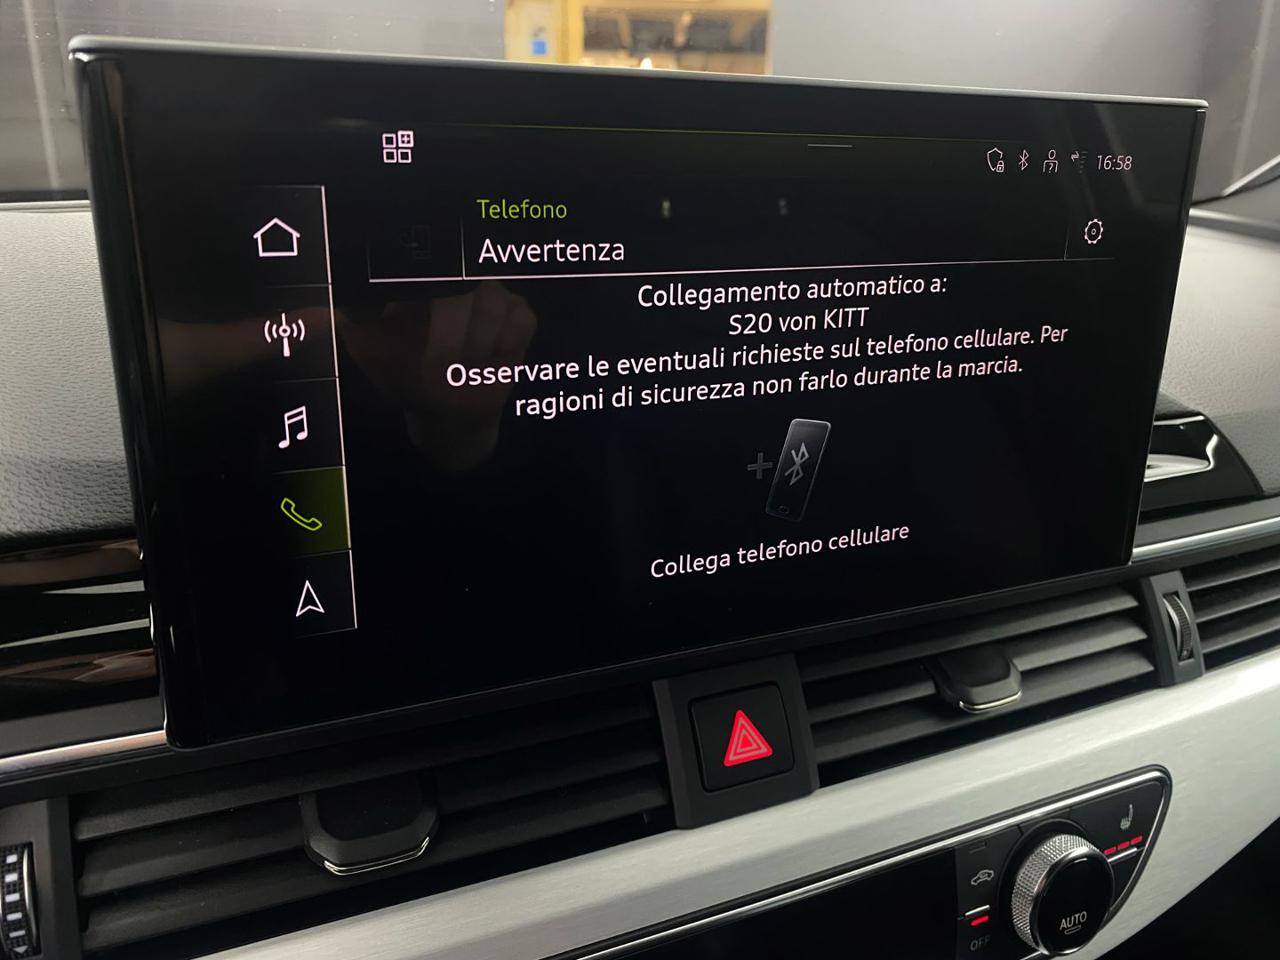 16:58
Telefono
Avvertenza
Collegamento automatico a:
S20 von KITT
Osservare le eventuali richieste sul telefono cellulare. Per
ragioni di sicurezza non farlo durante la marcia.
Collega telefono cellulare
AUTO
OFF